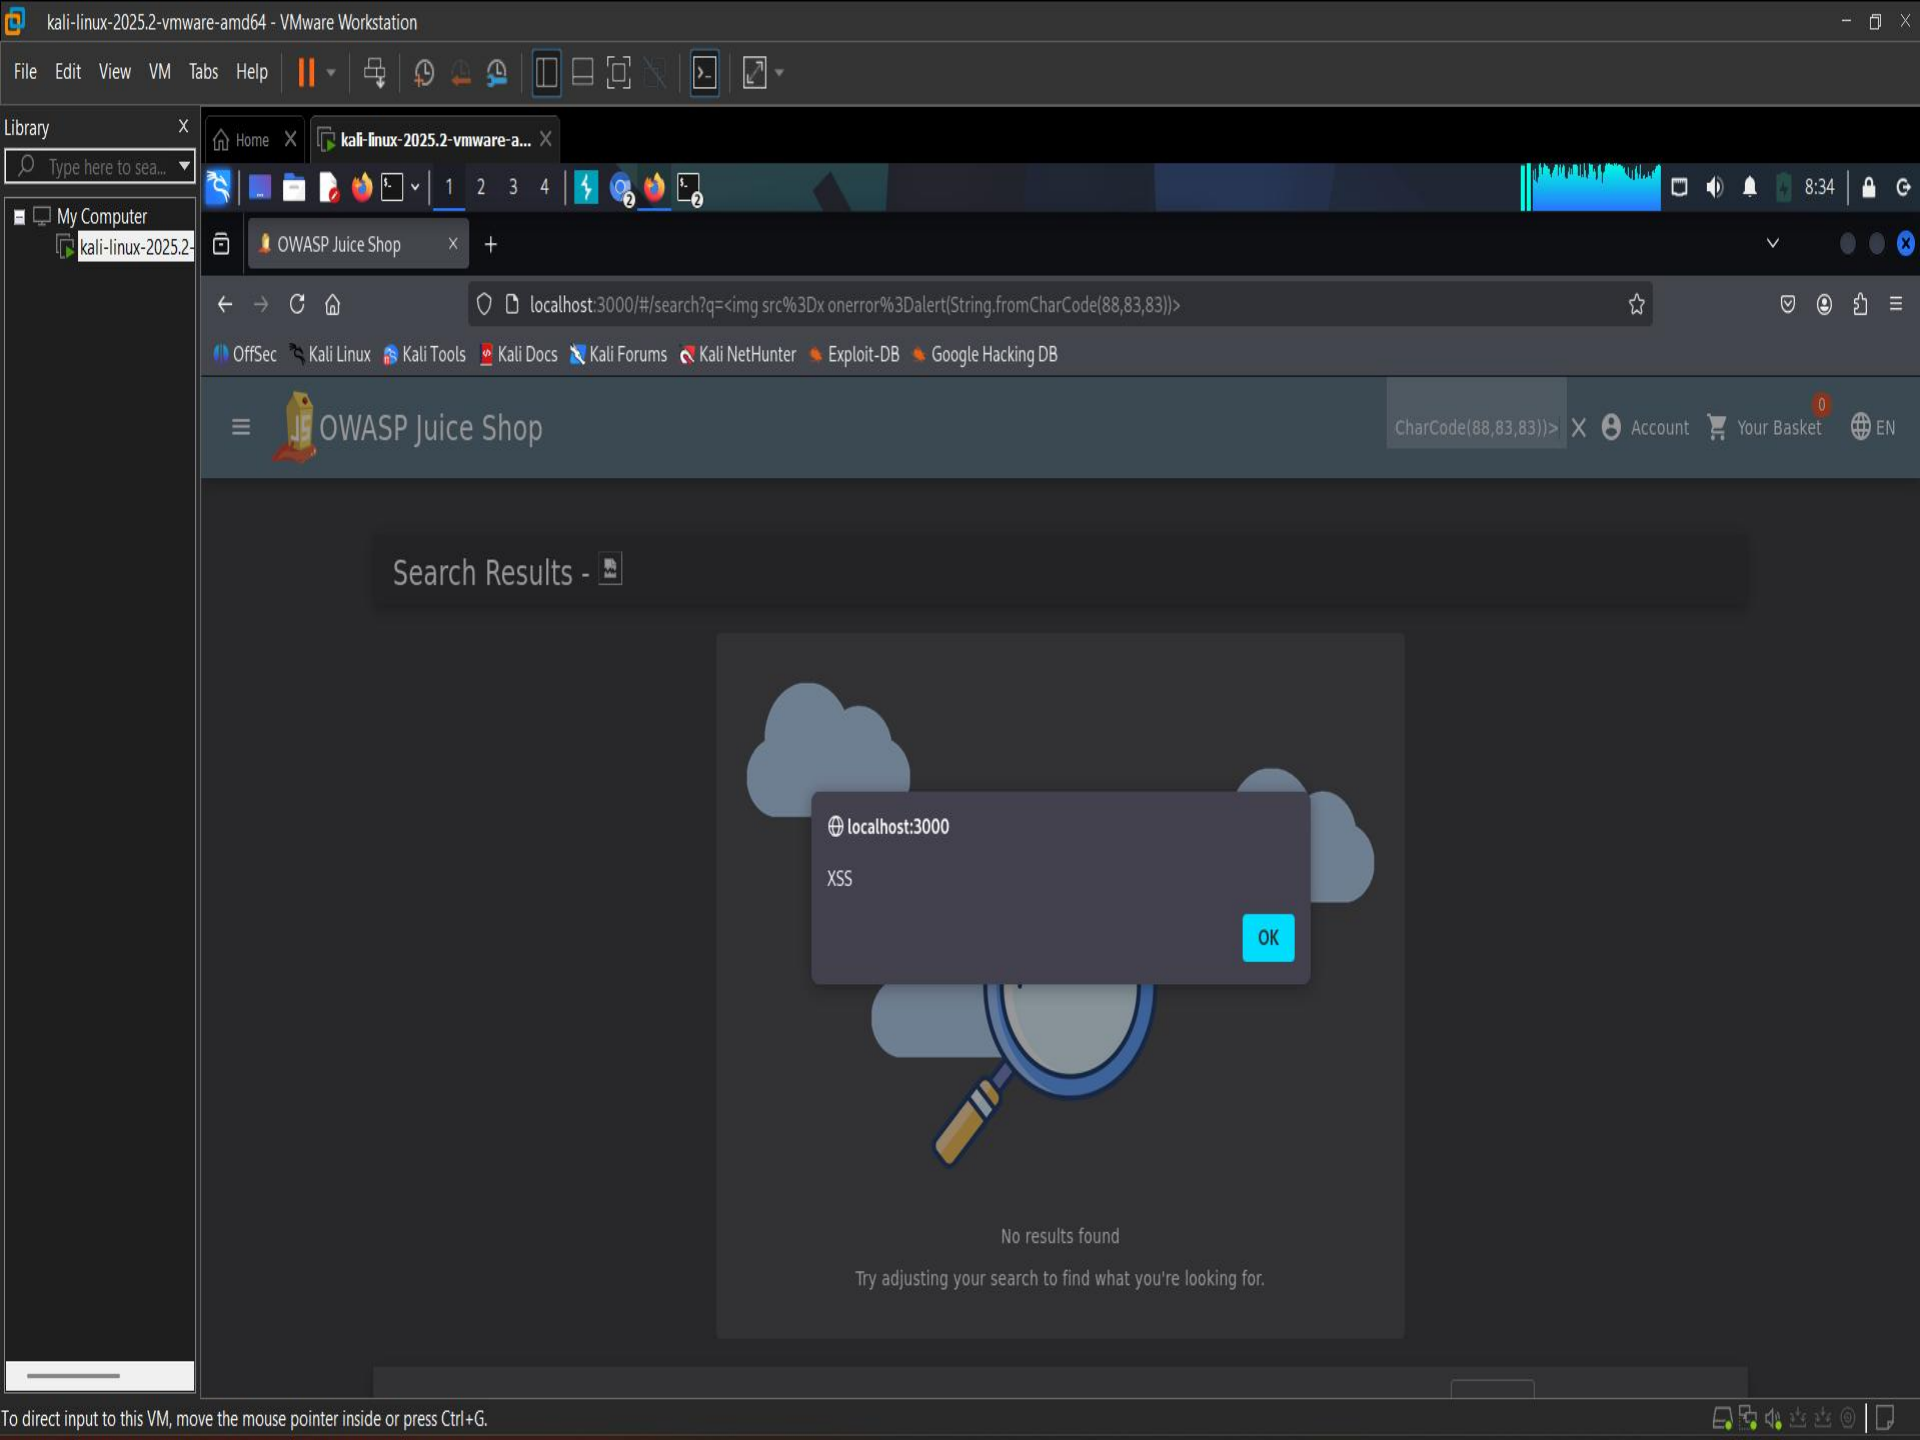 kali-linux-2025.2-vmware-amd64 - VMware Workstation
File Edit View VM Tabs Help
Library X
Type here to sea...
My Computer
kali-linux-2025.2-
Home X kali-linux-2025.2-vmware-a... X
1 2 3 4 2 2 8:34
OWASP Juice Shop
localhost:3000/#/search?q=<img src%3Dx onerror%3Dalert(String.fromCharCode(88,83,83))>
OffSec Kali Linux Kali Tools Kali Docs Kali Forums Kali NetHunter Exploit-DB Google Hacking DB
JS OWASP Juice Shop CharCode(88,83,83))> X Account Your Basket 0 EN
Search Results -
localhost:3000
XSS
OK
No results found
Try adjusting your search to find what you're looking for.
To direct input to this VM, move the mouse pointer inside or press Ctrl+G.